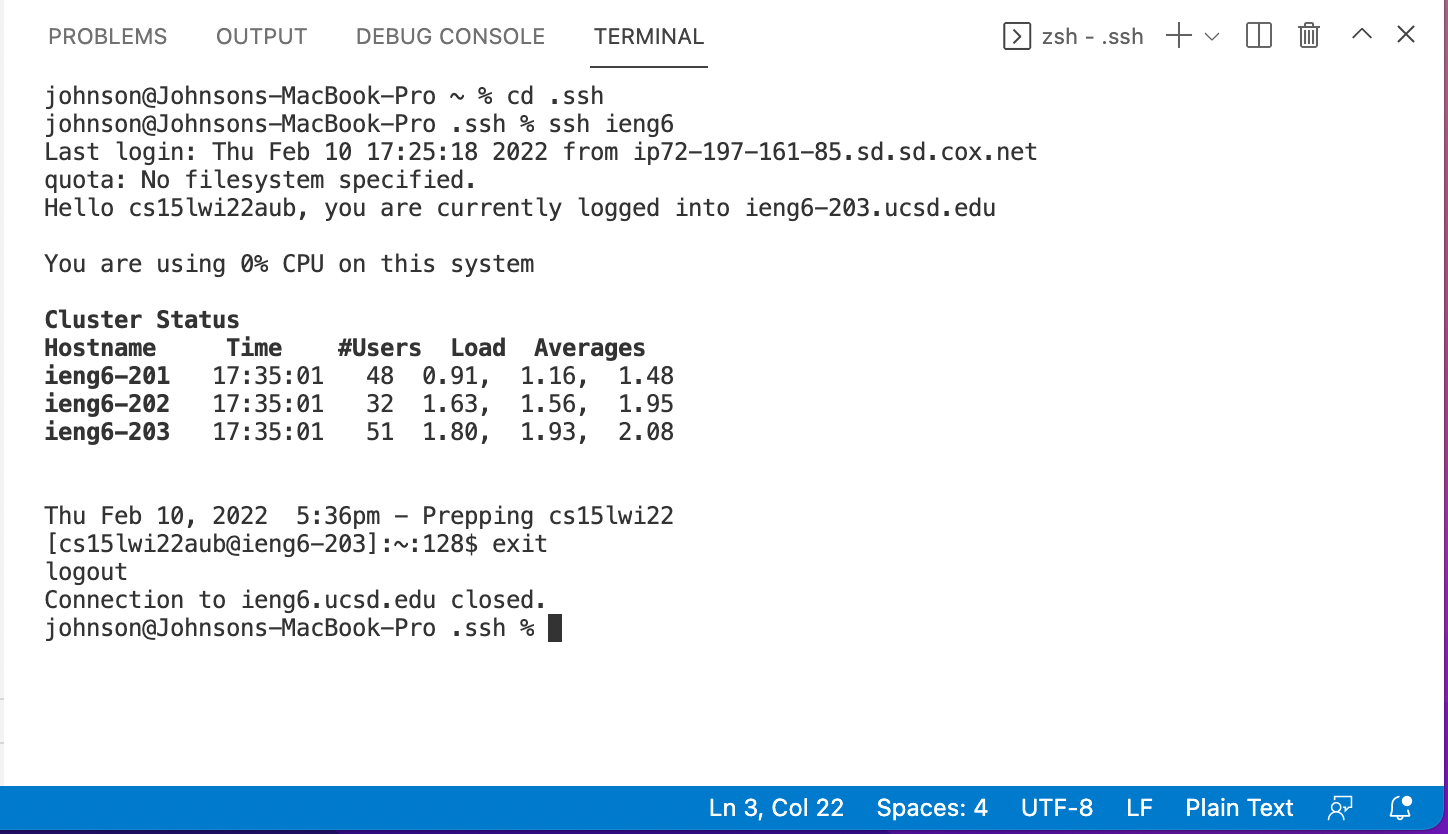 PROBLEMS OUTPUT DEBUG CONSOLE TERMINAL zsh - .ssh
johnson@Johnsons-MacBook-Pro ~ % cd .ssh
johnson@Johnsons-MacBook-Pro .ssh % ssh ieng6
Last login: Thu Feb 10 17:25:18 2022 from ip72-197-161-85.sd.sd.cox.net
quota: No filesystem specified.
Hello cs15lwi22aub, you are currently logged into ieng6-203.ucsd.edu
You are using 0% CPU on this system
Cluster Status
Hostname Time #Users Load Averages
ieng6-201 17:35:01 48 0.91, 1.16, 1.48
ieng6-202 17:35:01 32 1.63, 1.56, 1.95
ieng6-203 17:35:01 51 1.80, 1.93, 2.08
Thu Feb 10, 2022 5:36pm - Prepping cs15lwi22
[cs15lwi22aub@ieng6-203]:~:128$ exit
logout
Connection to ieng6.ucsd.edu closed.
johnson@Johnsons-MacBook-Pro .ssh %
Ln 3, Col 22 Spaces: 4 UTF-8 LF Plain Text